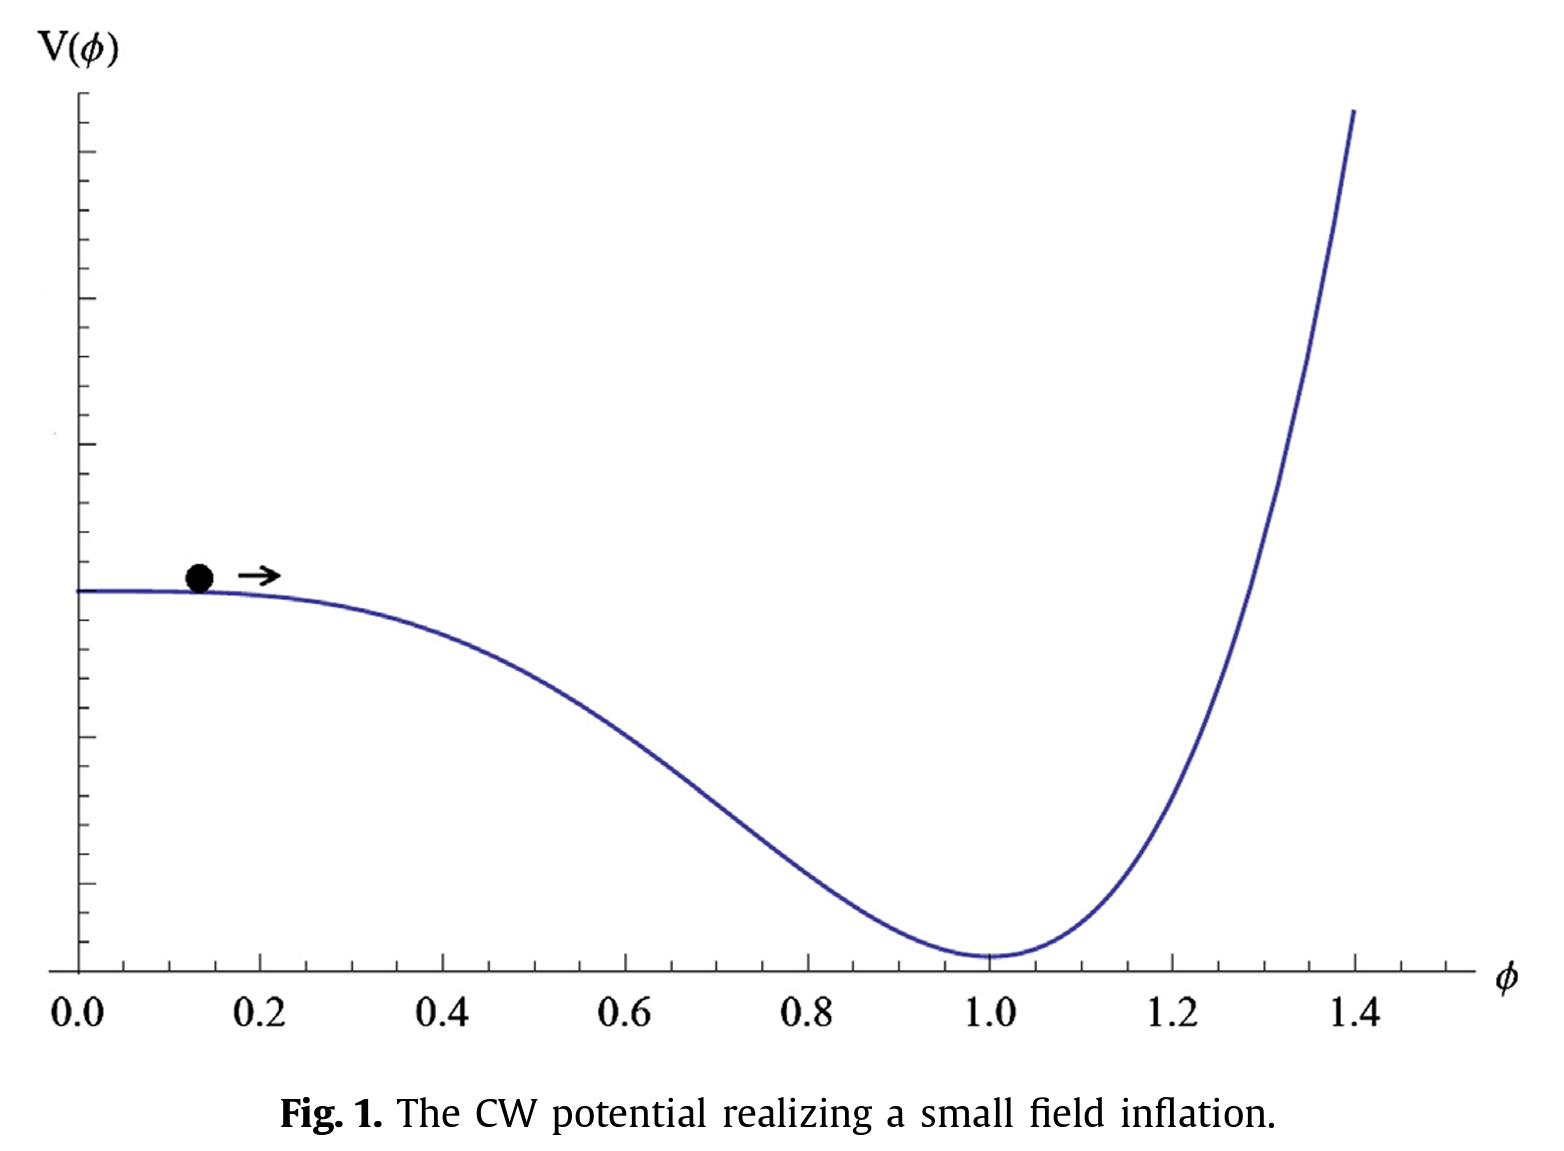 V(ϕ)
ϕ
0.0 0.2 0.4 0.6 0.8 1.0 1.2 1.4
Fig. 1. The CW potential realizing a small field inflation.